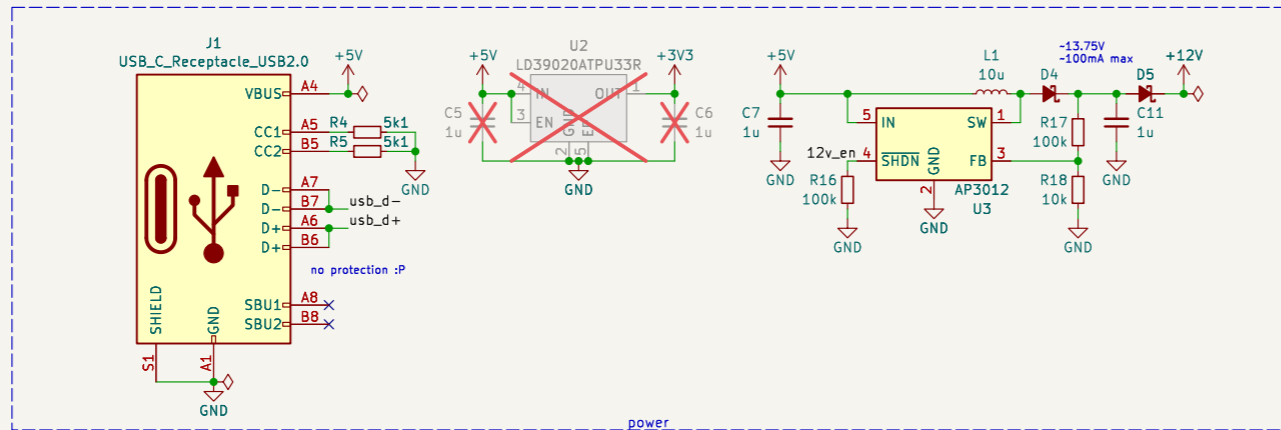 J1
USB_C_Receptacle_USB2.0
+5V
VBUS A4
CC1 A5 R4 5k1
CC2 B5 R5 5k1
GND
D- A7
D- B7 usb_d-
D+ A6 usb_d+
D+ B6
no protection :P
SBU1 A8
SBU2 B8
SHIELD
GND
S1
A1
GND
U2
LD39020ATPU33R
+5V
+3V3
C5
1u
4 IN
OUT 1
3 EN
GND
2
5
C6
1u
GND
~13.75V
~100mA max
+5V
L1
10u
D4
D5
+12V
C7
1u
5 IN
SW 1
R17
100k
C11
1u
12v_en
4 SHDN
GND
FB 3
2
AP3012
U3
R16
100k
R18
10k
GND
GND
GND
GND
GND
power